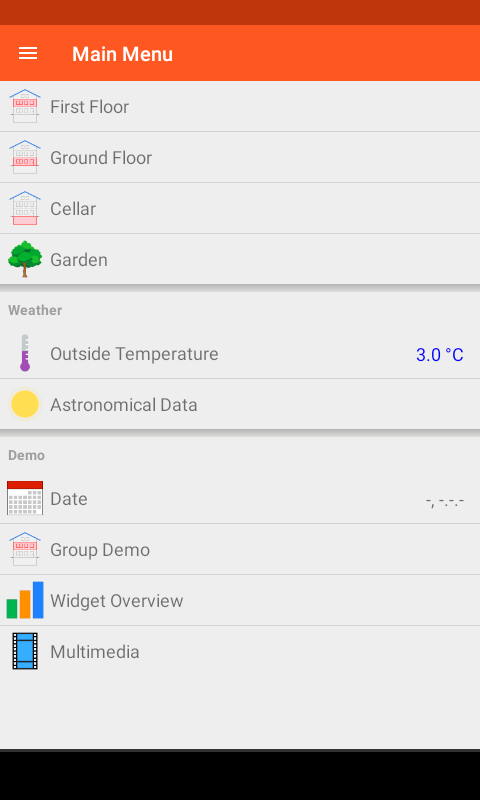 Main Menu
First Floor
Ground Floor
Cellar
Garden
Weather
Outside Temperature 3.0 °C
Astronomical Data
Demo
Date -, -.-.-
Group Demo
Widget Overview
Multimedia